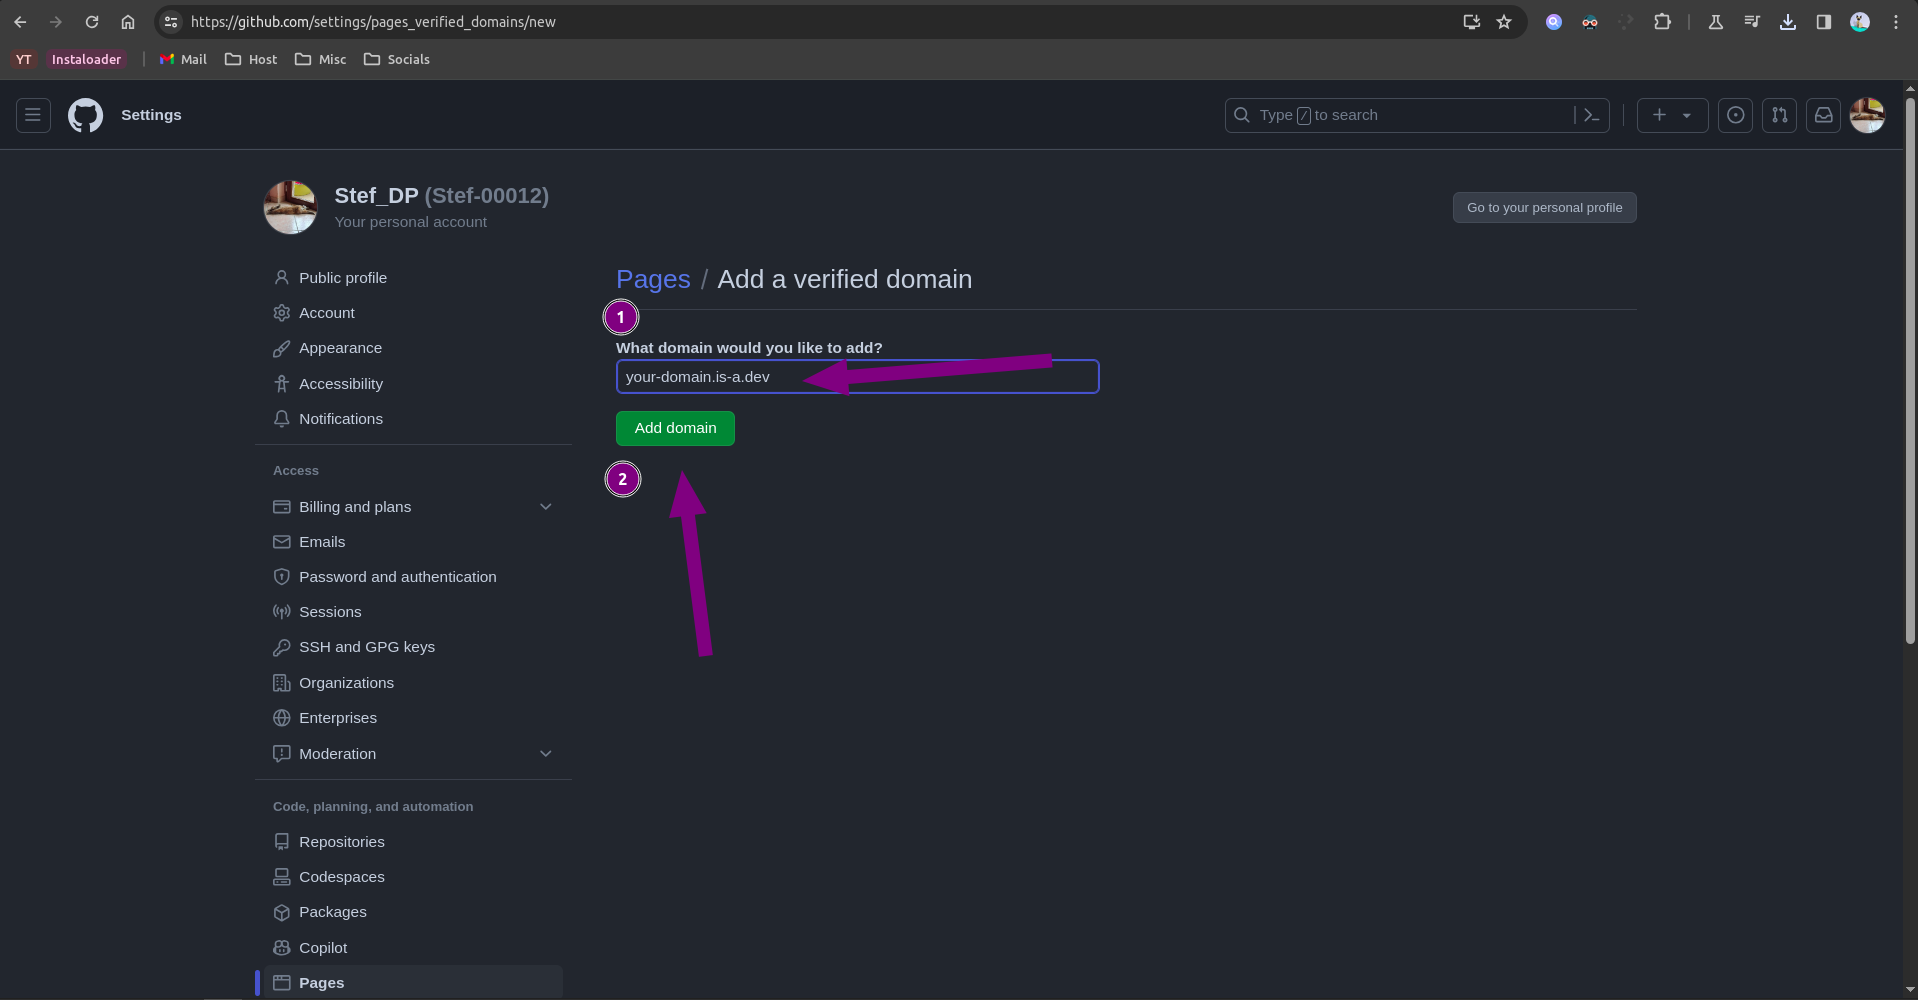 https://github.com/settings/pages_verified_domains/new
YT Instaloader Mail Host Misc Socials
Settings
Type / to search
Stef_DP (Stef-00012)
Your personal account
Go to your personal profile
Public profile
Account
Appearance
Accessibility
Notifications
Access
Billing and plans
Emails
Password and authentication
Sessions
SSH and GPG keys
Organizations
Enterprises
Moderation
Code, planning, and automation
Repositories
Codespaces
Packages
Copilot
Pages
Pages / Add a verified domain
1
What domain would you like to add?
your-domain.is-a.dev
Add domain
2